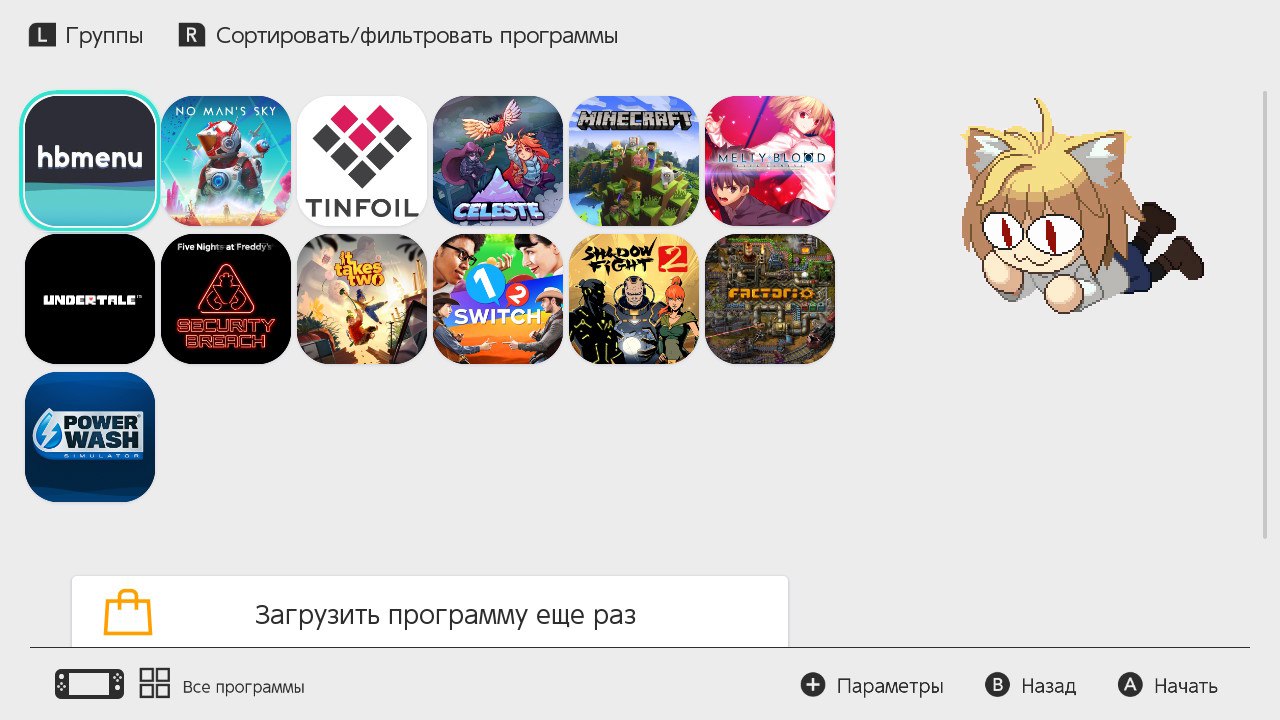 L Группы R Сортировать/фильтровать программы
hbmenu
NO MAN'S SKY
TINFOIL
CELESTE
MINECRAFT
MELTY BLOOD
UNDERTALE™
Five Nights at Freddy's
SECURITY
BREACH
it
takes
two
1 2
SWITCH
SHADOW
FIGHT 2
FACTORIO
POWER
WASH
SIMULATOR
Загрузить программу еще раз
Все программы + Параметры B Назад A Начать